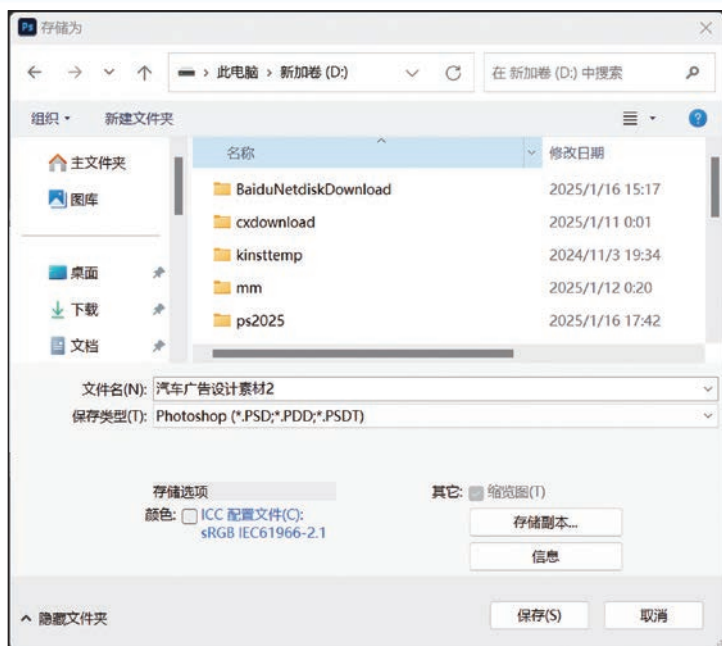 Ps 存储为
此电脑 > 新加卷 (D:)
在 新加卷 (D:) 中搜索
组织 新建文件夹
?
主文件夹
图库
桌面
下载
文档
名称 修改日期
BaiduNetdiskDownload 2025/1/16 15:17
cxdownload 2025/1/11 0:01
kinsttemp 2024/11/3 19:34
mm 2025/1/12 0:20
ps2025 2025/1/16 17:42
文件名(N): 汽车广告设计素材2
保存类型(T): Photoshop (*.PSD;*.PDD;*.PSDT)
存储选项
颜色: ICC 配置文件(C):
sRGB IEC61966-2.1
其它: 缩览图(T)
存储副本...
信息
隐藏文件夹
保存(S) 取消